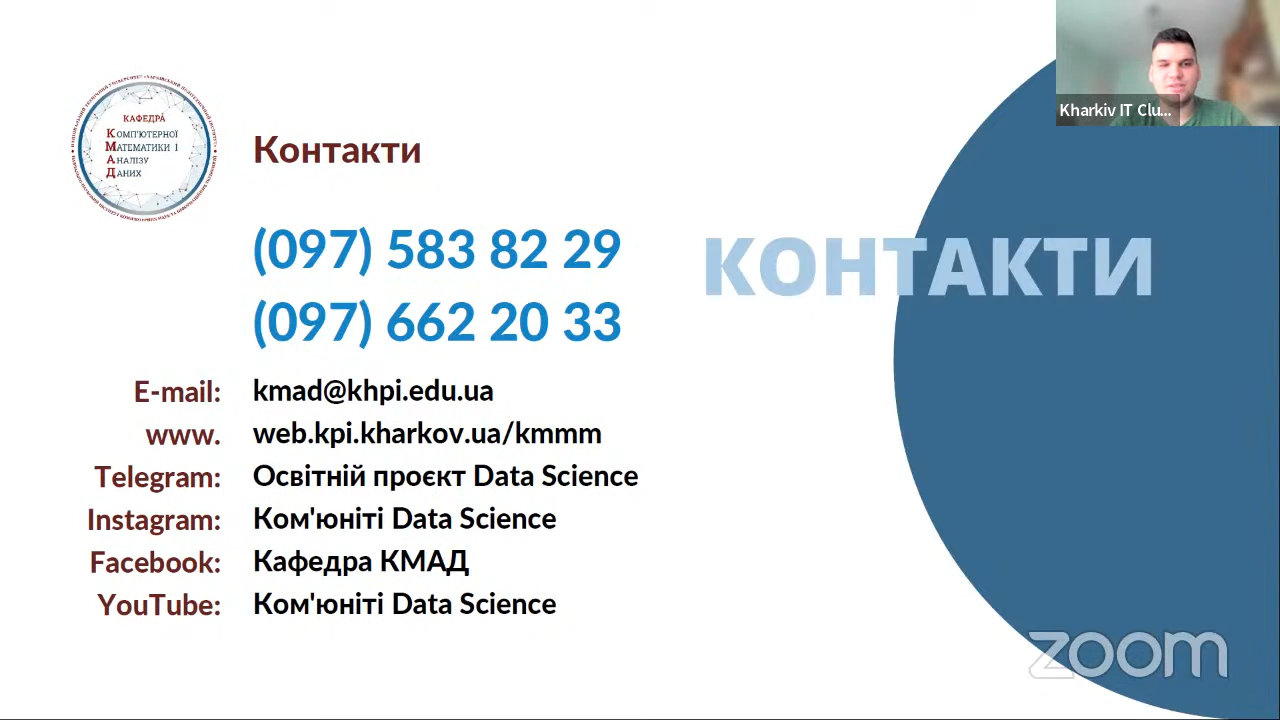 Kharkiv IT Clu...
КАФЕДРА
КОМП'ЮТЕРНОЇ
МАТЕМАТИКИ І
АНАЛІЗУ
ДАНИХ
Контакти
(097) 583 82 29
(097) 662 20 33
КОНТАКТИ
E-mail: kmad@khpi.edu.ua
www. web.kpi.kharkov.ua/kmmm
Telegram: Освітній проєкт Data Science
Instagram: Ком'юніті Data Science
Facebook: Кафедра КМАД
YouTube: Ком'юніті Data Science
zoom